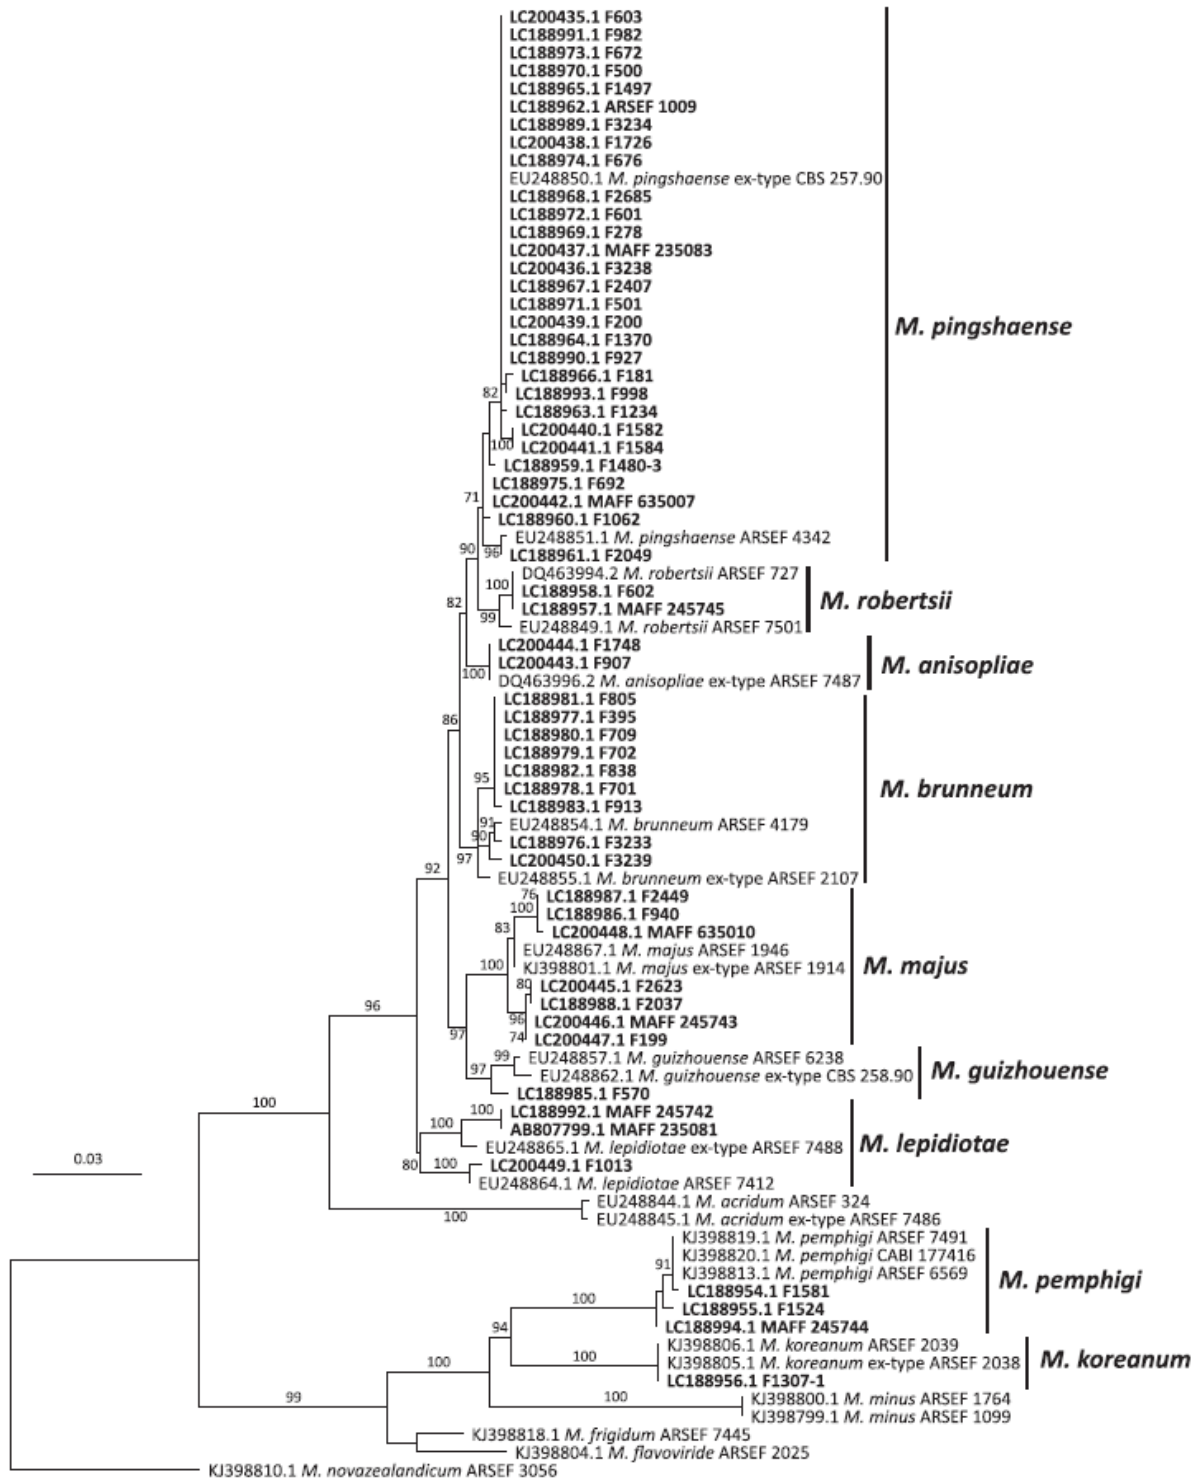 LC200435.1 F603
LC188991.1 F982
LC188973.1 F672
LC188970.1 F500
LC188965.1 F1497
LC188962.1 ARSEF 1009
LC188989.1 F3234
LC200438.1 F1726
LC188974.1 F676
EU248850.1 M. pingshaense ex-type CBS 257.90
LC188968.1 F2685
LC188972.1 F601
LC188969.1 F278
LC200437.1 MAFF 235083
LC200436.1 F3238
LC188967.1 F2407
LC188971.1 F501
LC200439.1 F200
M. pingshaense
LC188964.1 F1370
LC188990.1 F927
LC188966.1 F181
82
LC188993.1 F998
LC188963.1 F1234
LC200440.1 F1582
100
LC200441.1 F1584
LC188959.1 F1480-3
LC188975.1 F692
71
LC200442.1 MAFF 635007
LC188960.1 F1062
EU248851.1 M. pingshaense ARSEF 4342
90
96
LC188961.1 F2049
DQ463994.2 M. robertsii ARSEF 727
100
LC188958.1 F602
M. robertsii
82
LC188957.1 MAFF 245745
99
EU248849.1 M. robertsii ARSEF 7501
LC200444.1 F1748
LC200443.1 F907
M. anisopliae
100
DQ463996.2 M. anisopliae ex-type ARSEF 7487
LC188981.1 F805
86
LC188977.1 F395
LC188980.1 F709
LC188979.1 F702
LC188982.1 F838
95
LC188978.1 F701
M. brunneum
LC188983.1 F913
91
EU248854.1 M. brunneum ARSEF 4179
90
LC188976.1 F3233
97
LC200450.1 F3239
92
EU248855.1 M. brunneum ex-type ARSEF 2107
76
LC188987.1 F2449
100
LC188986.1 F940
83
LC200448.1 MAFF 635010
EU248867.1 M. majus ARSEF 1946
100
KJ398801.1 M. majus ex-type ARSEF 1914
M. majus
80
LC200445.1 F2623
LC188988.1 F2037
96
96
LC200446.1 MAFF 245743
97
74
LC200447.1 F199
99
EU248857.1 M. guizhouense ARSEF 6238
97
EU248862.1 M. guizhouense ex-type CBS 258.90
M. guizhouense
LC188985.1 F570
100
100
LC188992.1 MAFF 245742
100
AB807799.1 MAFF 235081
EU248865.1 M. lepidiotae ex-type ARSEF 7488
M. lepidiotae
0.03
80
100
LC200449.1 F1013
EU248864.1 M. lepidiotae ARSEF 7412
EU248844.1 M. acridum ARSEF 324
100
EU248845.1 M. acridum ex-type ARSEF 7486
KJ398819.1 M. pemphigi ARSEF 7491
KJ398820.1 M. pemphigi CABI 177416
91
KJ398813.1 M. pemphigi ARSEF 6569
M. pemphigi
LC188954.1 F1581
100
LC188955.1 F1524
94
LC188994.1 MAFF 245744
KJ398806.1 M. koreanum ARSEF 2039
100
100
KJ398805.1 M. koreanum ex-type ARSEF 2038
M. koreanum
LC188956.1 F1307-1
99
100
KJ398800.1 M. minus ARSEF 1764
KJ398799.1 M. minus ARSEF 1099
KJ398818.1 M. frigidum ARSEF 7445
KJ398804.1 M. flavoviride ARSEF 2025
KJ398810.1 M. novazealandicum ARSEF 3056